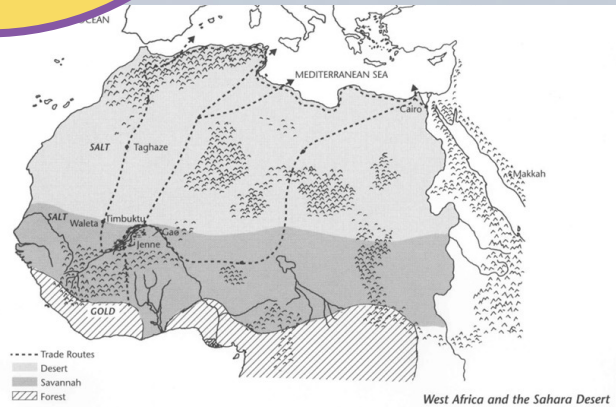 OCEAN
MEDITERRANEAN SEA
Cairo
SALT
Taghaze
Makkah
SALT
Waleta
Timbuktu
Gao
Jenne
GOLD
Trade Routes
Desert
Savannah
Forest
West Africa and the Sahara Desert